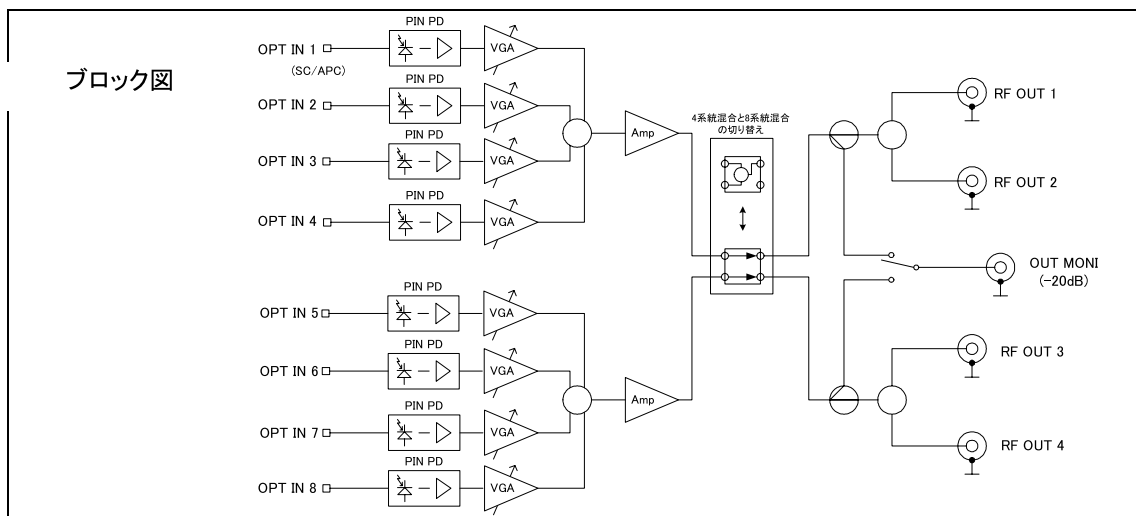 ブロック図
PIN PD
OPT IN 1
(SC/APC)
VGA
PIN PD
OPT IN 2
VGA
PIN PD
OPT IN 3
VGA
PIN PD
OPT IN 4
VGA
Amp
PIN PD
OPT IN 5
VGA
PIN PD
OPT IN 6
VGA
PIN PD
OPT IN 7
VGA
PIN PD
OPT IN 8
VGA
Amp
4系統混合と8系統混合
の切り替え
RF OUT 1
RF OUT 2
OUT MONI
(-20dB)
RF OUT 3
RF OUT 4